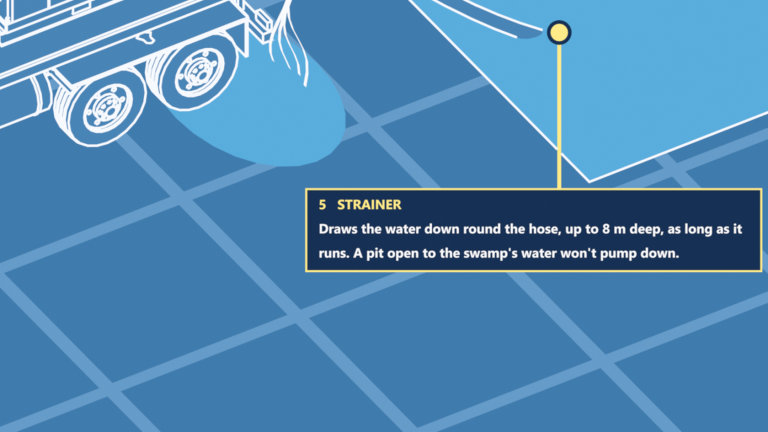 5 STRAINER
Draws the water down round the hose, up to 8 m deep, as long as it
runs. A pit open to the swamp's water won't pump down.